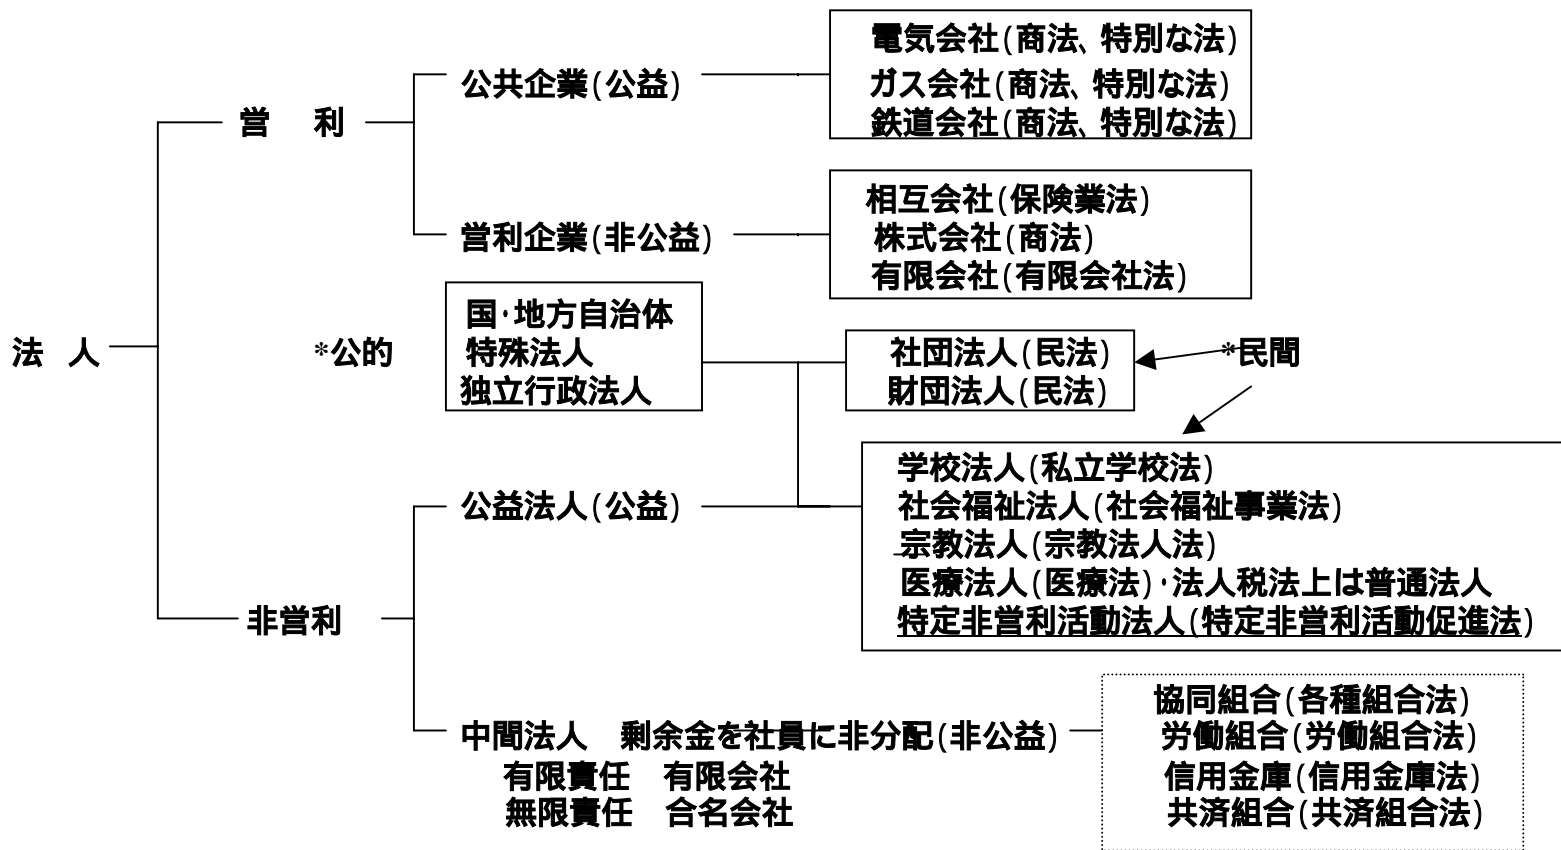 電気会社(商法、特別な法)
公共企業(公益)
ガス会社(商法、特別な法)
営 利
鉄道会社(商法、特別な法)
相互会社(保険業法)
営利企業(非公益)
株式会社(商法)
有限会社(有限会社法)
国・地方自治体
法 人
*公的
特殊法人
独立行政法人
社団法人(民法)
財団法人(民法)
*民間
学校法人(私立学校法)
公益法人(公益)
社会福祉法人(社会福祉事業法)
宗教法人(宗教法人法)
医療法人(医療法)・法人税法上は普通法人
非営利
特定非営利活動法人(特定非営利活動促進法)
協同組合(各種組合法)
中間法人 剰余金を社員に非分配(非公益)
労働組合(労働組合法)
有限責任 有限会社
信用金庫(信用金庫法)
無限責任 合名会社
共済組合(共済組合法)